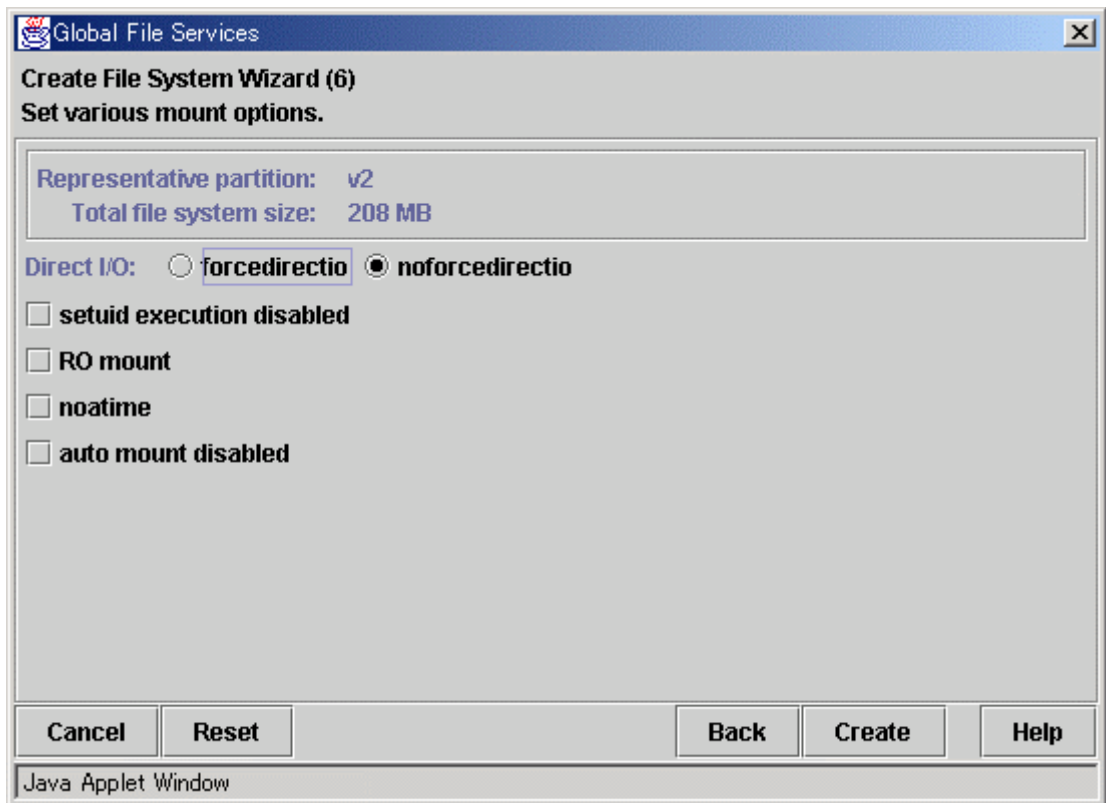 Global File Services
Create File System Wizard (6)
Set various mount options.
Representative partition: v2
Total file system size: 208 MB
Direct I/O: forcedirectio noforcedirectio
setuid execution disabled
RO mount
noatime
auto mount disabled
Cancel Reset Back Create Help
Java Applet Window